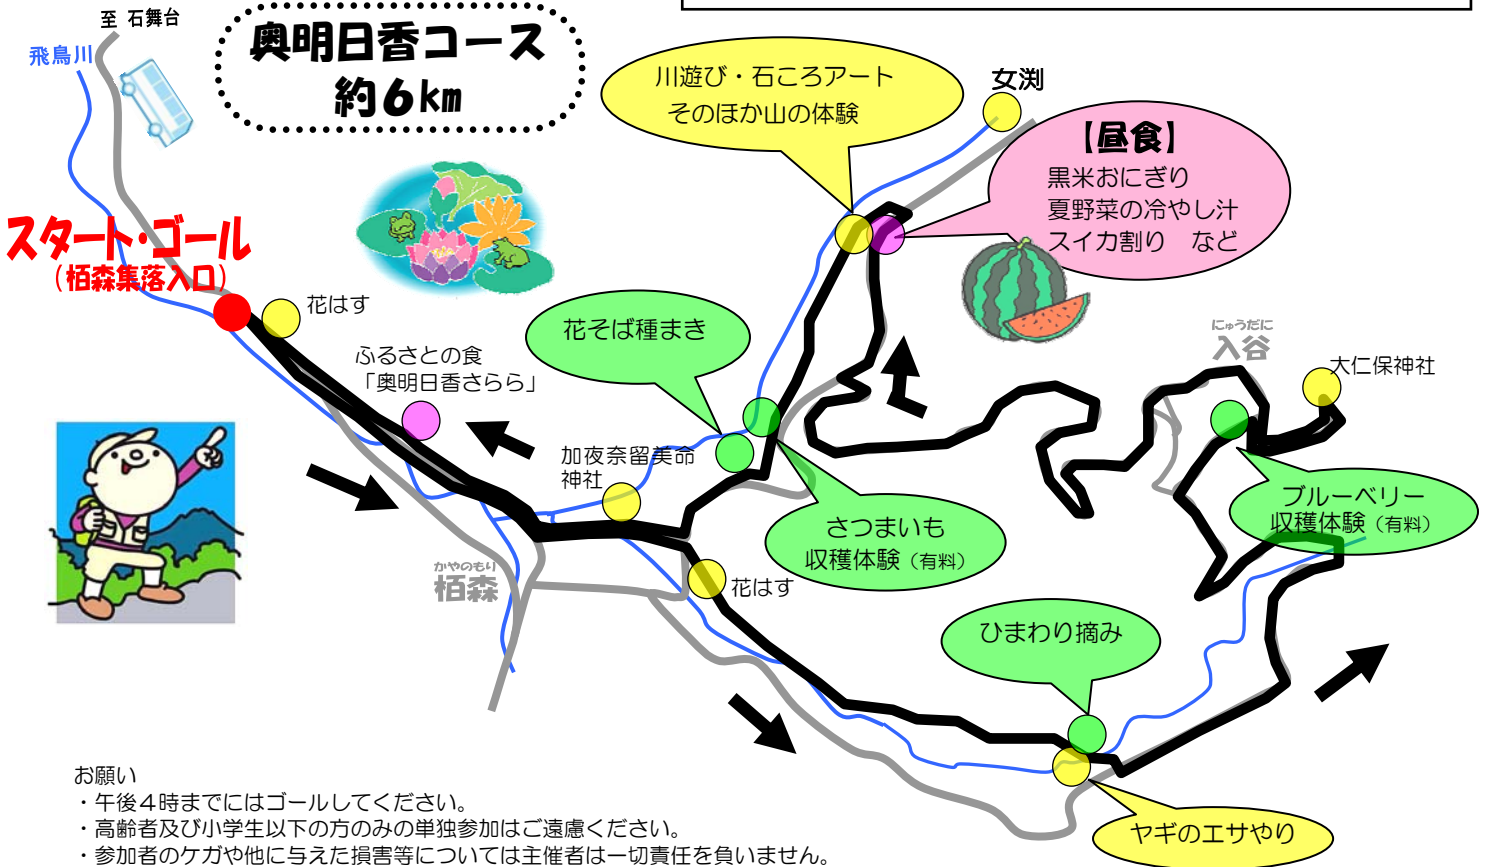 至 石舞台
飛鳥川
奥明日香コース
約6km
川遊び・石ころアート
そのほか山の体験
女渕
【昼食】
黒米おにぎり
夏野菜の冷やし汁
スイカ割り など
スタート・ゴール
（栢森集落入口）
花はす
ふるさとの食
「奥明日香さらら」
花そば種まき
にゅうだに
入谷
大仁保神社
加夜奈留美命
神社
さつまいも
収穫体験（有料）
ブルーベリー
収穫体験（有料）
かやのもり
栢森
花はす
ひまわり摘み
ヤギのエサやり
お願い
・午後４時までにはゴールしてください。
・高齢者及び小学生以下の方のみの単独参加はご遠慮ください。
・参加者のケガや他に与えた損害等については主催者は一切責任を負いません。